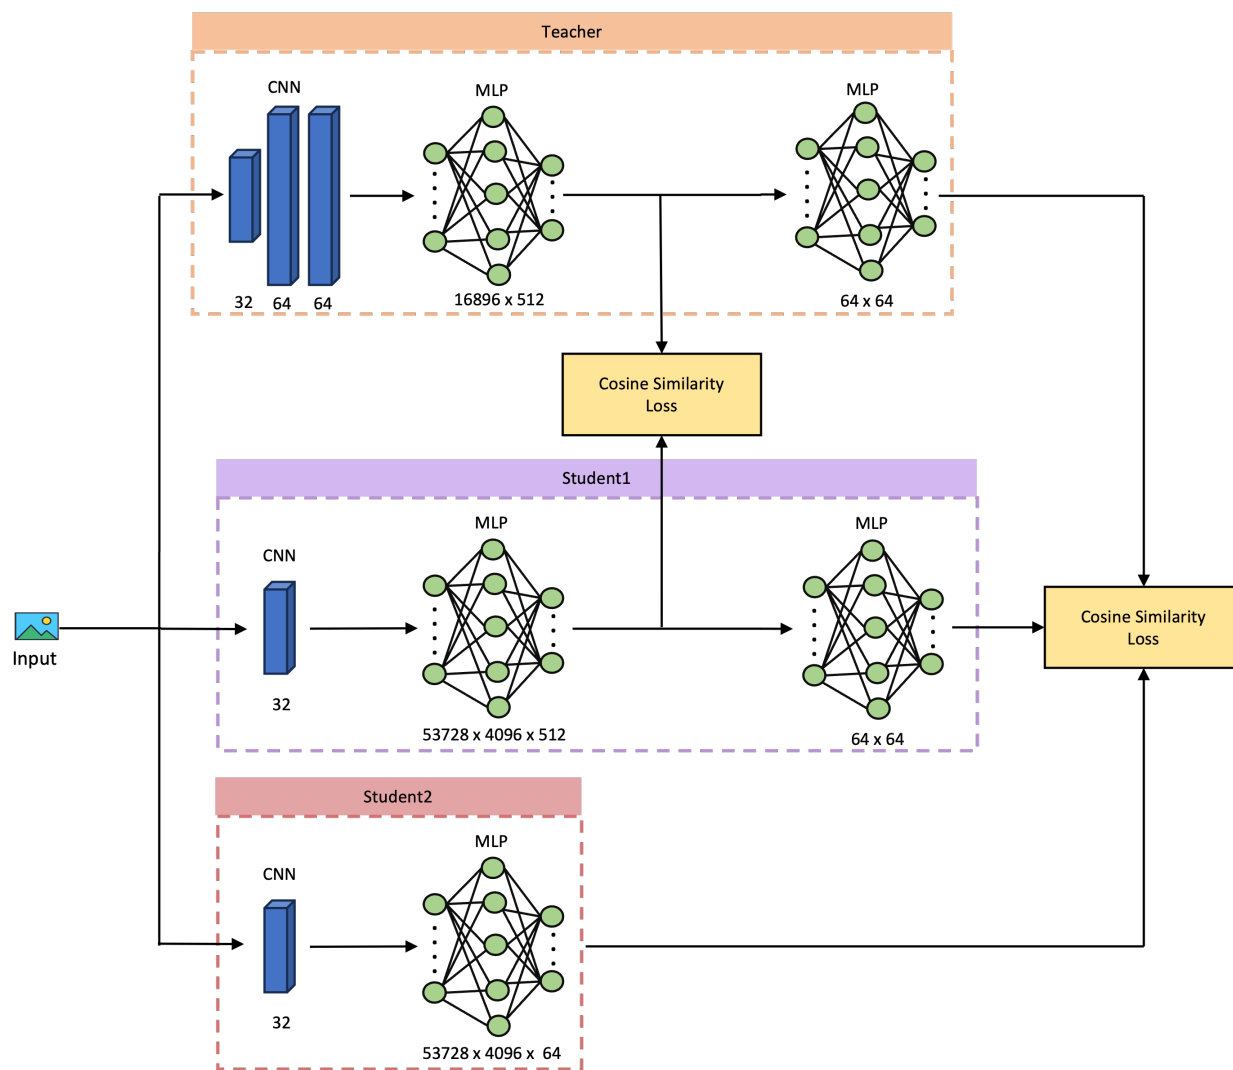 Teacher
CNN
MLP
MLP
32 64 64
16896 x 512
64 x 64
Cosine Similarity
Loss
Student1
CNN
MLP
MLP
32
53728 x 4096 x 512
64 x 64
Input
Cosine Similarity
Loss
Student2
CNN
MLP
32
53728 x 4096 x 64